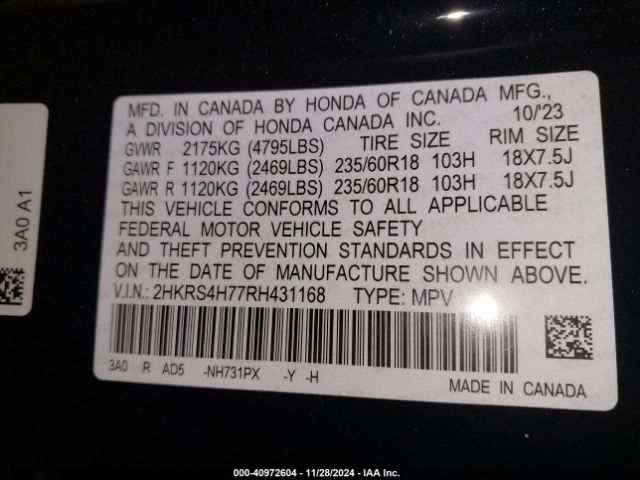 MFD. IN CANADA BY HONDA OF CANADA MFG.,
A DIVISION OF HONDA CANADA INC. 10/'23
GVWR 2175KG (4795LBS) TIRE SIZE RIM SIZE
GAWR F 1120KG (2469LBS) 235/60R18 103H 18X7.5J
GAWR R 1120KG (2469LBS) 235/60R18 103H 18X7.5J
THIS VEHICLE CONFORMS TO ALL APPLICABLE
FEDERAL MOTOR VEHICLE SAFETY
AND THEFT PREVENTION STANDARDS IN EFFECT
ON THE DATE OF MANUFACTURE SHOWN ABOVE.
V.I.N.: 2HKRS4H77RH431168 TYPE: MPV
3A0 R AD5 -NH731PX -Y -H
MADE IN CANADA
3A0 A1
000-40972604 | 11/28/2024 | IAA Inc.